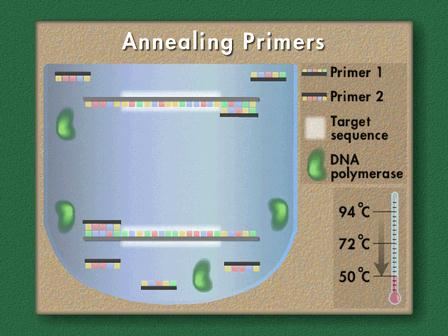 Annealing Primers
Primer 1
Primer 2
Target
sequence
DNA
polymerase
94°C
72°C
50°C